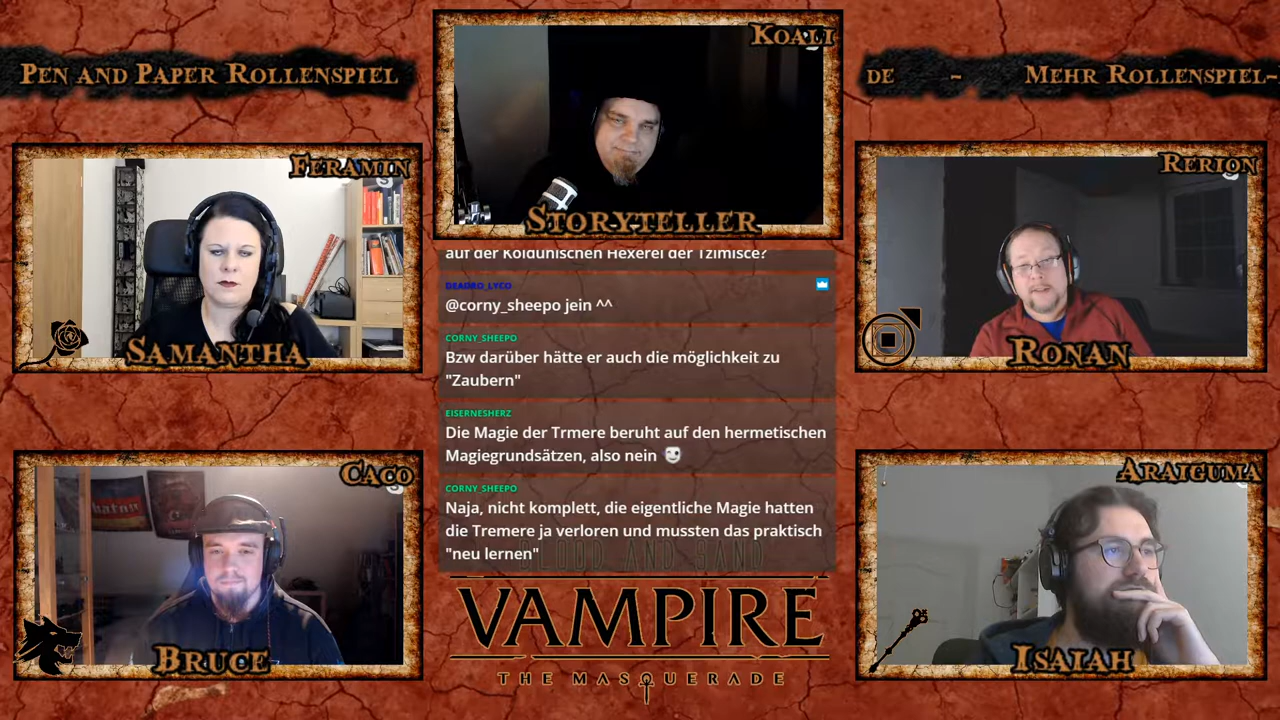 Koali
Pen and Paper Rollenspiel
de - Mehr Rollenspiel-
Feramin
Rerion
Storyteller
auf der Koldunischen Hexerei der Tzimisce?
DEADRO_LYCO
@corny_sheepo jein ^^
CORNY_SHEEPO
Bzw darüber hätte er auch die möglichkeit zu
"Zaubern"
Samantha
Ronan
EISERNESHERZ
Die Magie der Trmere beruht auf den hermetischen
Magiegrundsätzen, also nein
Caco
Araiguma
CORNY_SHEEPO
Naja, nicht komplett, die eigentliche Magie hatten
die Tremere ja verloren und mussten das praktisch
"neu lernen"
BLOOD AND SAND
VAMPIRE
THE MASQUERADE
Bruce
Isaiah